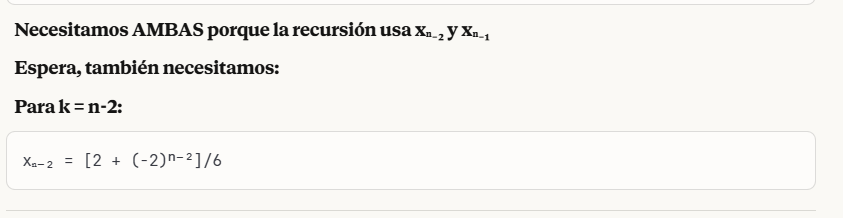 Necesitamos AMBAS porque la recursión usa xₙ₋₂ y xₙ₋₁
Espera, también necesitamos:
Para k = n-2:
xₙ₋₂ = [2 + (-2)ⁿ⁻²]/6